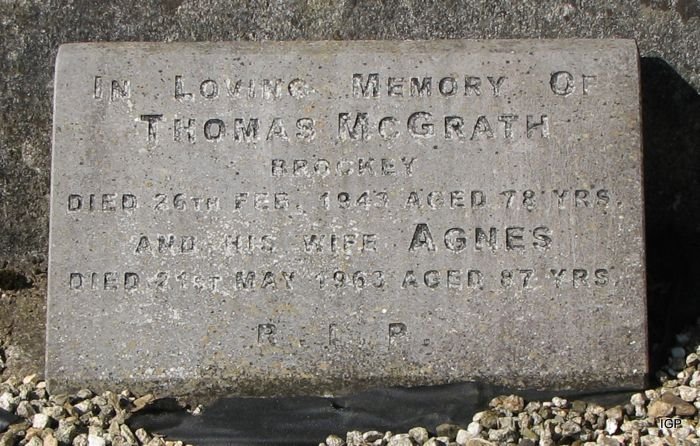 In Loving Memory Of
Thomas McGrath
BROCKEY
DIED 26TH FEB. 1943 AGED 78 YRS.
AND HIS WIFE AGNES
DIED 21ST MAY 1963 AGED 87 YRS.
R. I. P.
IGP